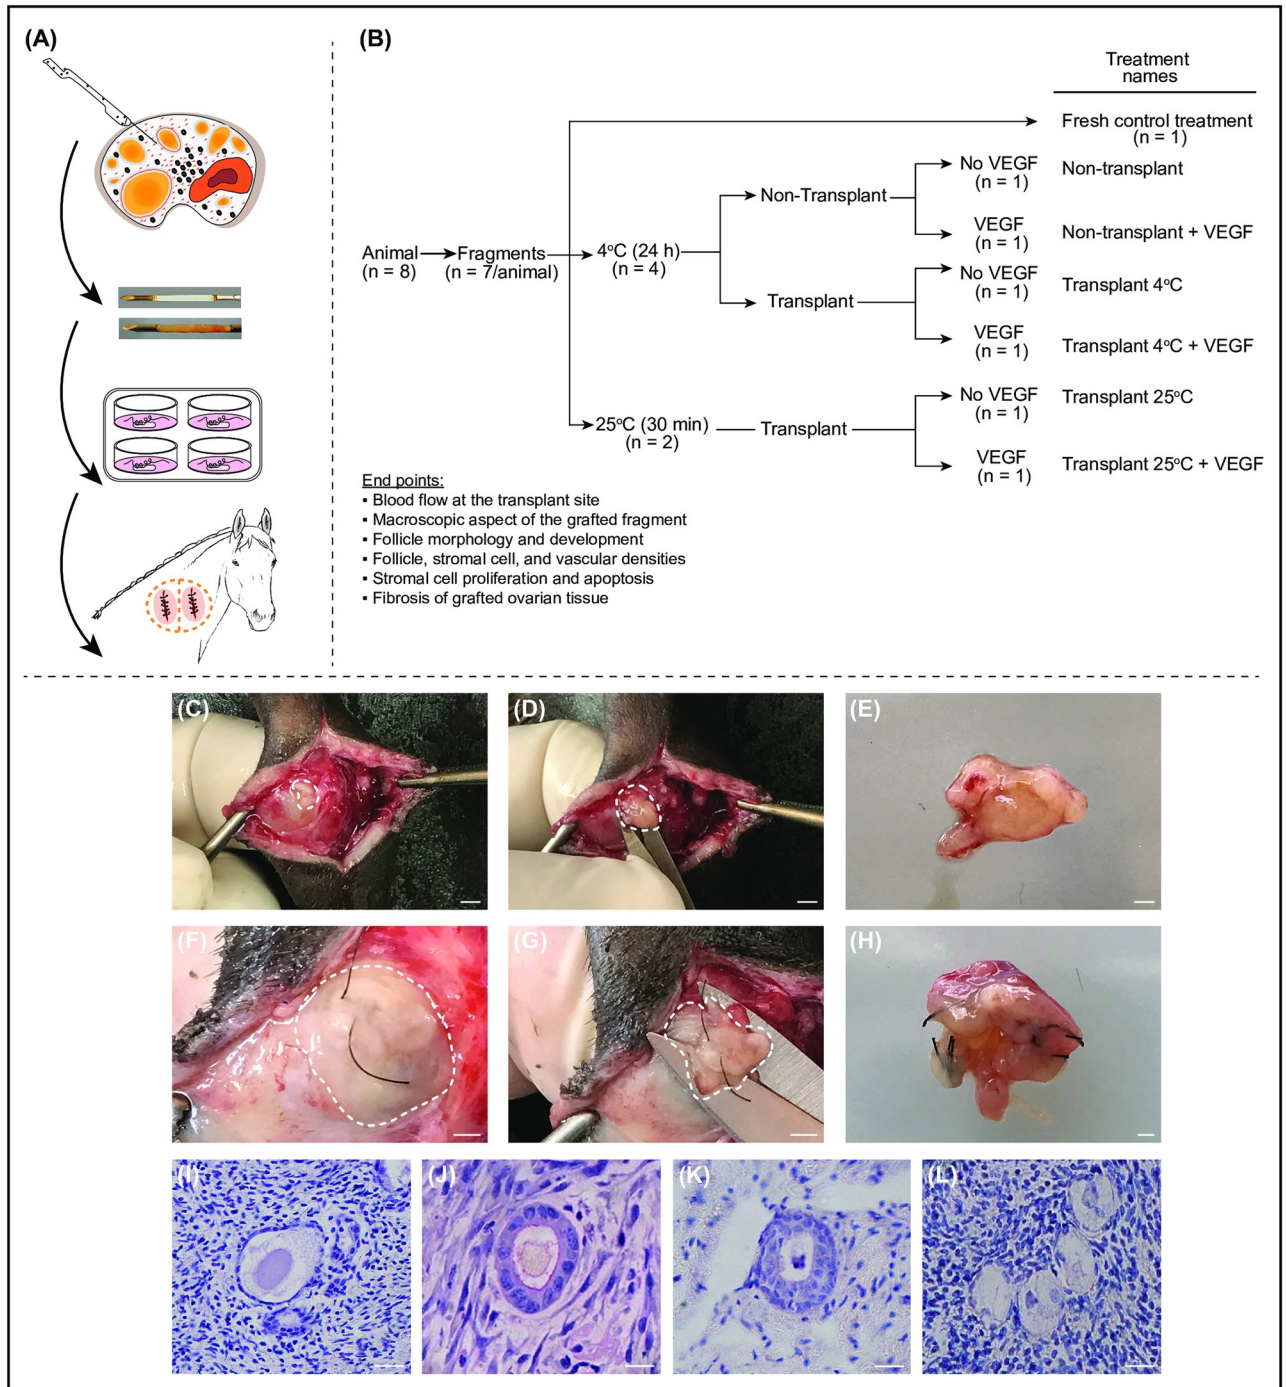 (A)
(B)
Treatment
names
Fresh control treatment
(n = 1)
No VEGF
(n = 1)
Non-transplant
Non-Transplant
VEGF
(n = 1)
Non-transplant + VEGF
Animal
(n = 8)
Fragments
(n = 7/animal)
4°C (24 h)
(n = 4)
No VEGF
(n = 1)
Transplant 4°C
Transplant
VEGF
(n = 1)
Transplant 4°C + VEGF
No VEGF
(n = 1)
Transplant 25°C
25°C (30 min)
(n = 2)
Transplant
VEGF
(n = 1)
Transplant 25°C + VEGF
End points:
▪ Blood flow at the transplant site
▪ Macroscopic aspect of the grafted fragment
▪ Follicle morphology and development
▪ Follicle, stromal cell, and vascular densities
▪ Stromal cell proliferation and apoptosis
▪ Fibrosis of grafted ovarian tissue
(C)
(D)
(E)
(F)
(G)
(H)
(I)
(J)
(K)
(L)